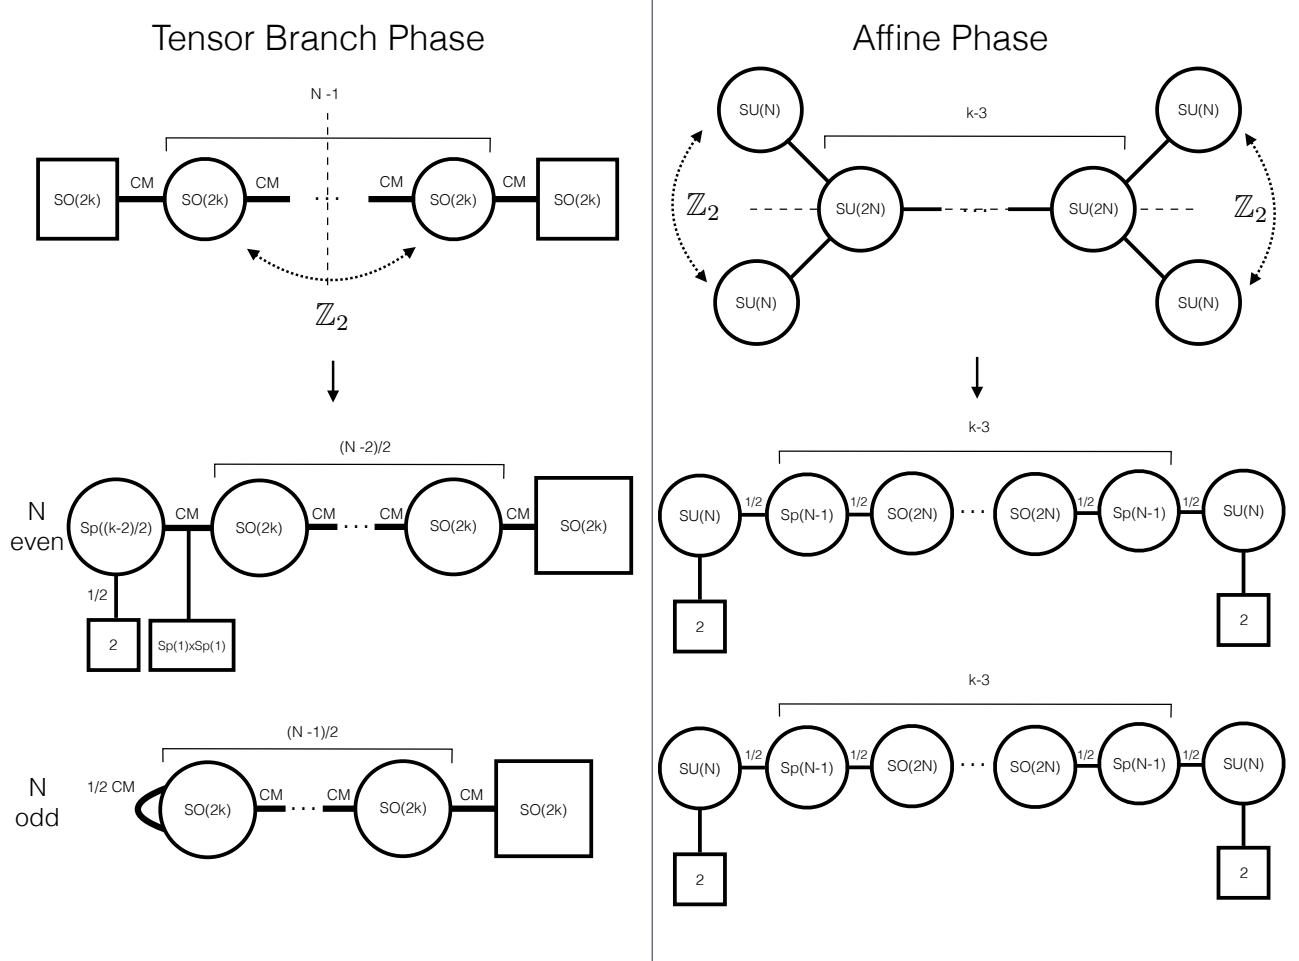 Tensor Branch Phase
N -1
SO(2k) CM SO(2k) CM ... CM SO(2k) CM SO(2k)
ℤ₂
N even
(N -2)/2
Sp((k-2)/2) CM SO(2k) CM ... CM SO(2k) CM SO(2k)
1/2
2 Sp(1)xSp(1)
N odd
(N -1)/2
1/2 CM SO(2k) CM ... CM SO(2k) CM SO(2k)
Affine Phase
SU(N) k-3 SU(N)
ℤ₂ SU(2N) ... SU(2N) ℤ₂
SU(N) SU(N)
k-3
SU(N) 1/2 Sp(N-1) 1/2 SO(2N) ... SO(2N) 1/2 Sp(N-1) 1/2 SU(N)
2 2
k-3
SU(N) 1/2 Sp(N-1) 1/2 SO(2N) ... SO(2N) 1/2 Sp(N-1) 1/2 SU(N)
2 2